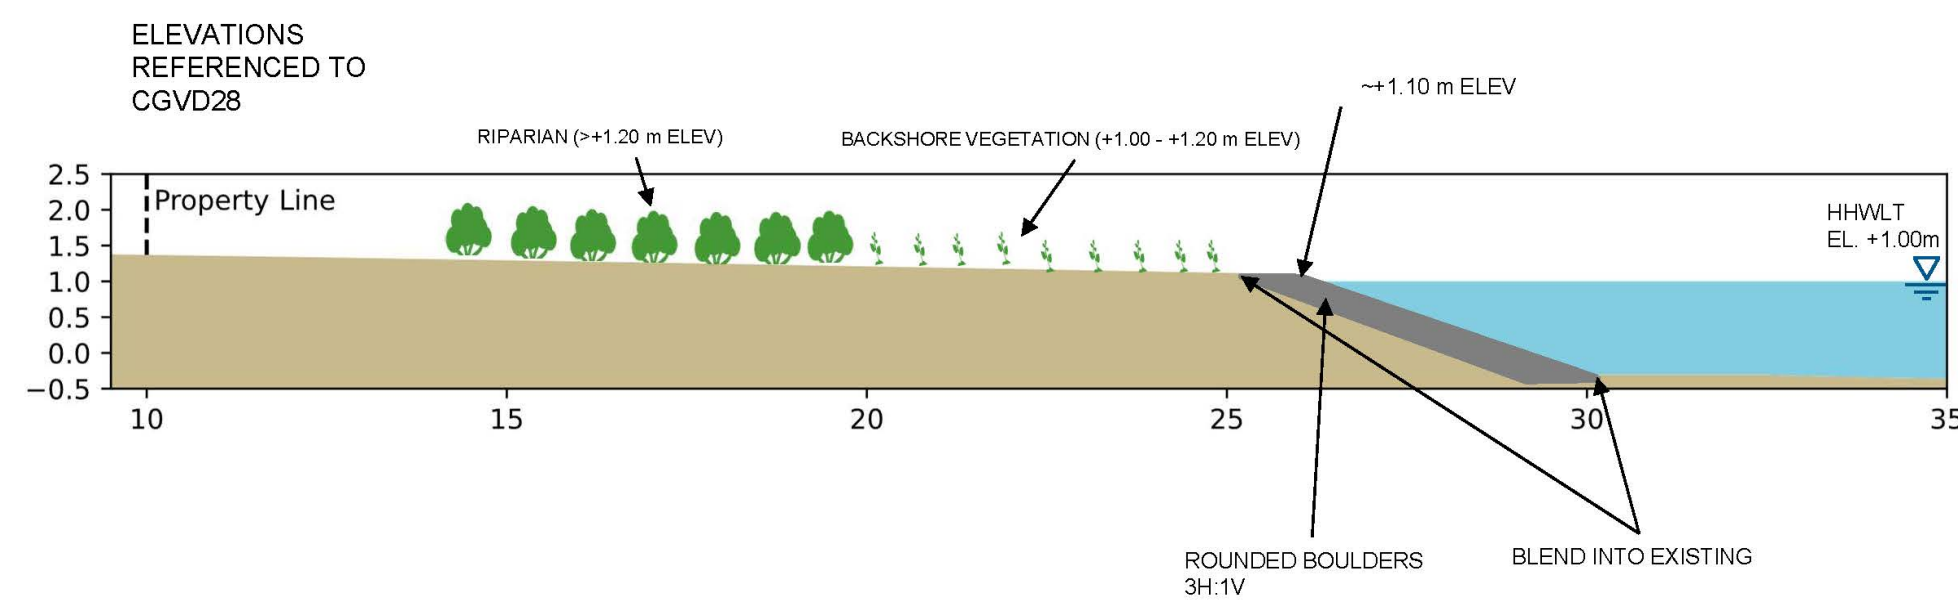 ELEVATIONS
REFERENCED TO
CGVD28
~+1.10 m ELEV
RIPARIAN (>+1.20 m ELEV)
BACKSHORE VEGETATION (+1.00 - +1.20 m ELEV)
Property Line
HHWLT
EL. +1.00m
2.5
2.0
1.5
1.0
0.5
0.0
−0.5
10 15 20 25 30 35
ROUNDED BOULDERS
3H:1V
BLEND INTO EXISTING